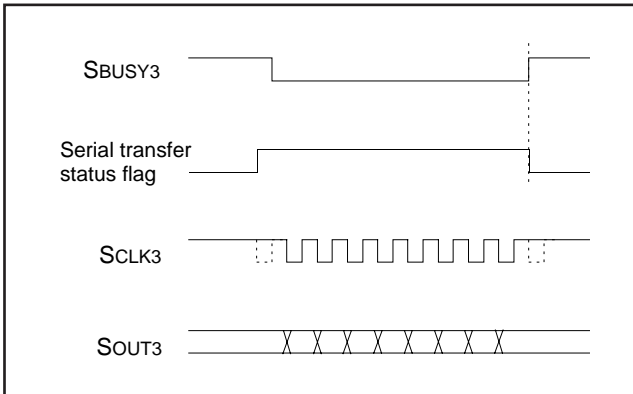 SBUSY3
Serial transfer
status flag
SCLK3
SOUT3